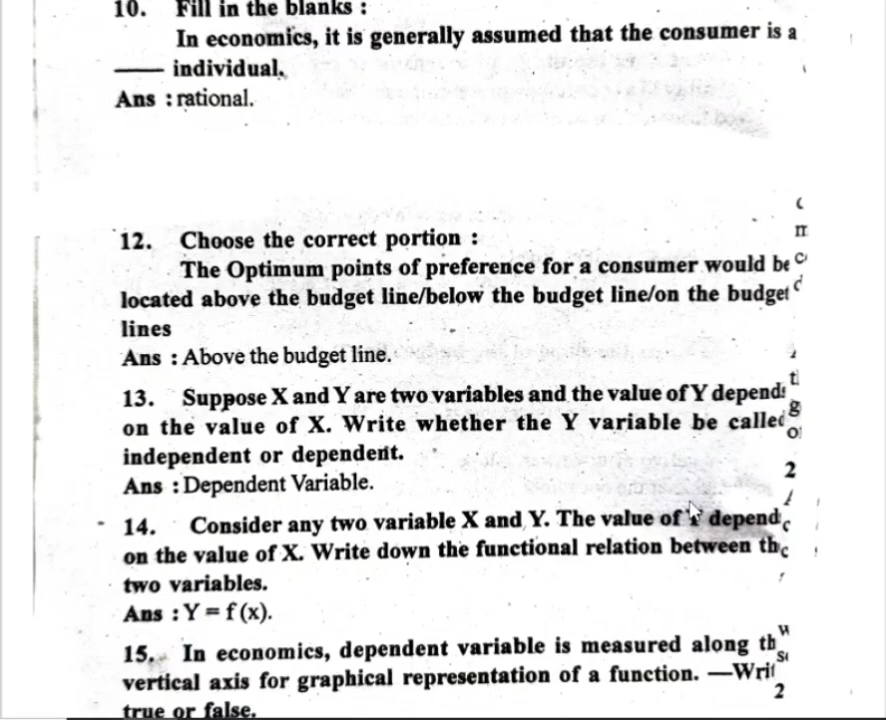 10. Fill in the blanks :
In economics, it is generally assumed that the consumer is a
—— individual.
Ans : rational.
12. Choose the correct portion :
The Optimum points of preference for a consumer would be
located above the budget line/below the budget line/on the budget
lines
Ans : Above the budget line.
13. Suppose X and Y are two variables and the value of Y depend
on the value of X. Write whether the Y variable be called
independent or dependent.
Ans : Dependent Variable.
14. Consider any two variable X and Y. The value of depend
on the value of X. Write down the functional relation between the
two variables.
Ans : Y = f (x).
15. In economics, dependent variable is measured along th
vertical axis for graphical representation of a function. —Writ
true or false.
2
2